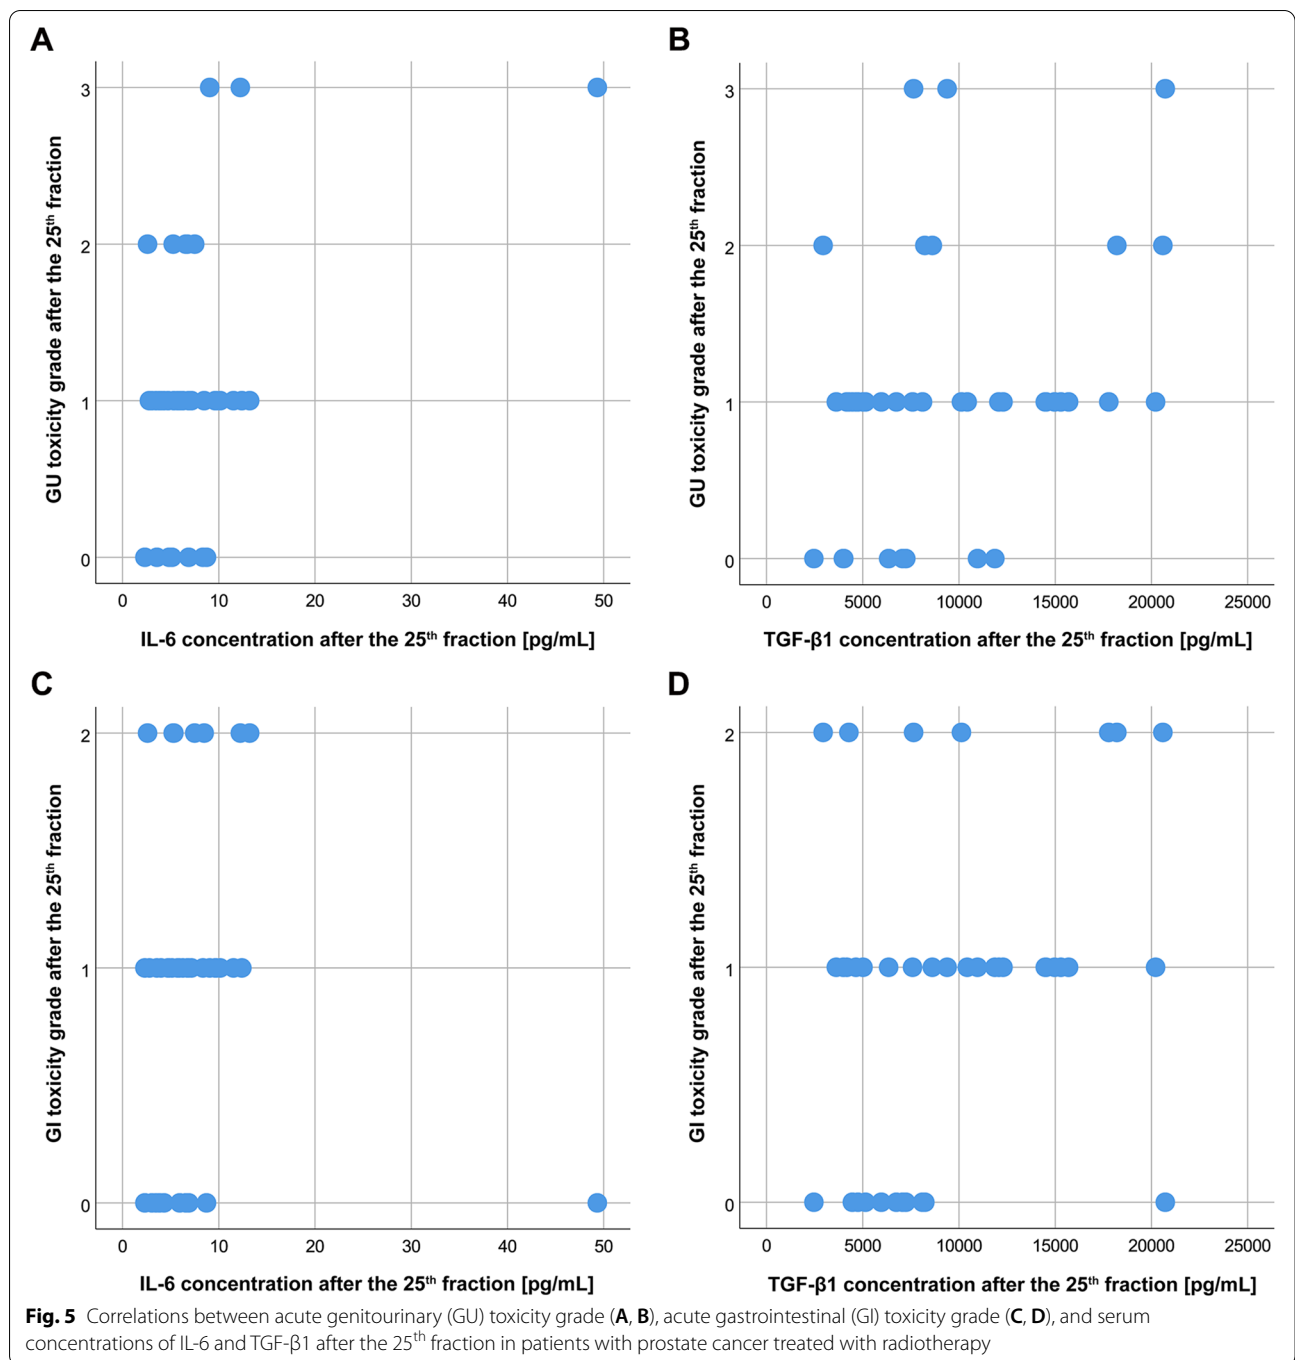 A
3
2
1
0
GU toxicity grade after the 25th fraction
0 10 20 30 40 50
IL-6 concentration after the 25th fraction [pg/mL]
B
3
2
1
0
GU toxicity grade after the 25th fraction
0 5000 10000 15000 20000 25000
TGF-β1 concentration after the 25th fraction [pg/mL]
C
2
1
0
GI toxicity grade after the 25th fraction
0 10 20 30 40 50
IL-6 concentration after the 25th fraction [pg/mL]
D
2
1
0
GI toxicity grade after the 25th fraction
0 5000 10000 15000 20000 25000
TGF-β1 concentration after the 25th fraction [pg/mL]
Fig. 5 Correlations between acute genitourinary (GU) toxicity grade (A, B), acute gastrointestinal (GI) toxicity grade (C, D), and serum
concentrations of IL-6 and TGF-β1 after the 25th fraction in patients with prostate cancer treated with radiotherapy